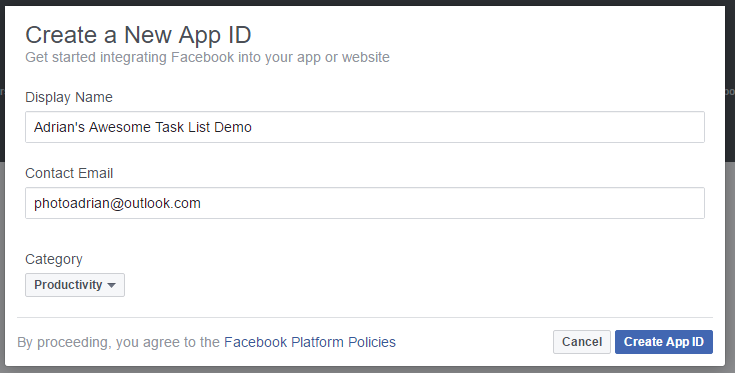 Create a New App ID
Get started integrating Facebook into your app or website
Display Name
Adrian's Awesome Task List Demo
Contact Email
photoadrian@outlook.com
Category
Productivity
By proceeding, you agree to the Facebook Platform Policies
Cancel
Create App ID